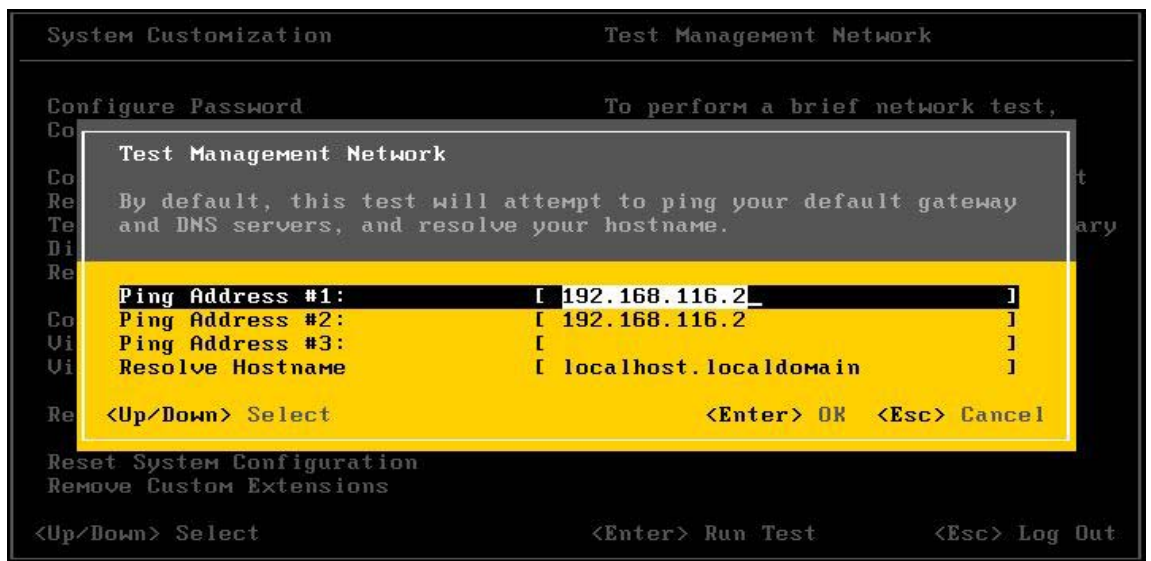 System Customization Test Management Network
Configure Password To perform a brief network test,
Co
Test Management Network
Co t
Re By default, this test will attempt to ping your default gateway
Te and DNS servers, and resolve your hostname. ary
Di
Re
Ping Address #1: [ 192.168.116.2_ ]
Co Ping Address #2: [ 192.168.116.2 ]
Vi Ping Address #3: [ ]
Vi Resolve Hostname [ localhost.localdomain ]
Re <Up/Down> Select <Enter> OK <Esc> Cancel
Reset System Configuration
Remove Custom Extensions
<Up/Down> Select <Enter> Run Test <Esc> Log Out